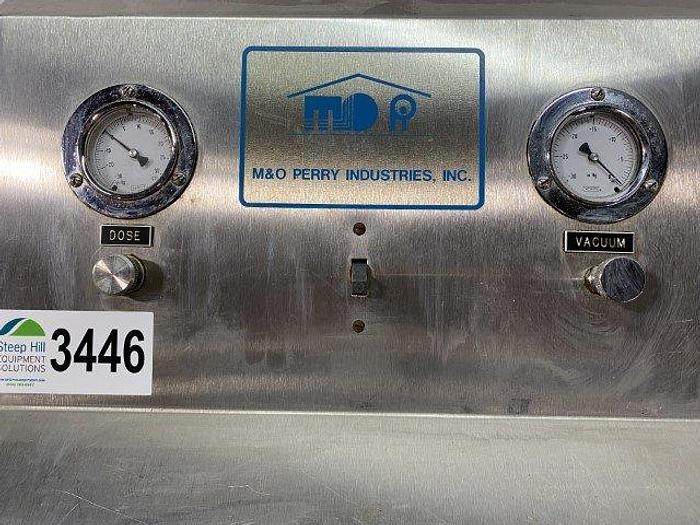 M&O PERRY INDUSTRIES, INC.
DOSE
VACUUM
Steep Hill
EQUIPMENT
SOLUTIONS
3446